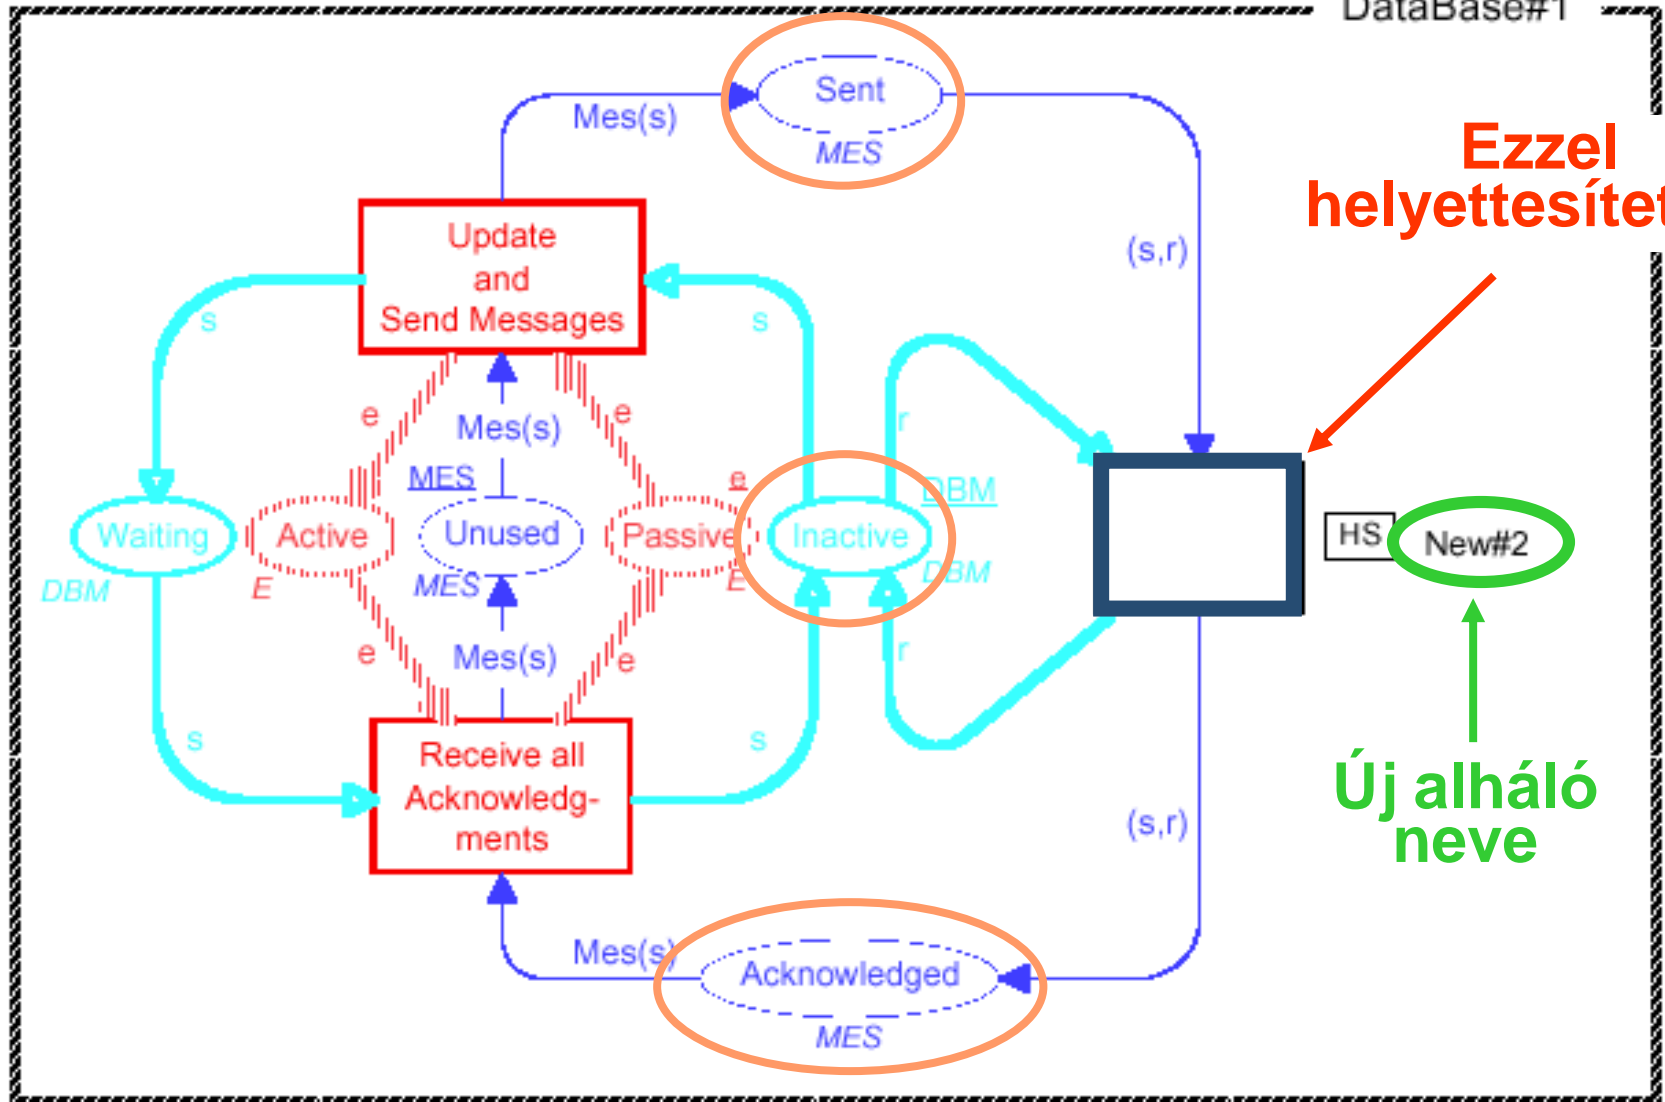 DataBase#1
Sent
Mes(s)
MES
Ezzel
helyettesítet
Update
and
Send Messages
(s,r)
s
s
e
e
r
Mes(s)
MES
e
DBM
Waiting
Active
Unused
Passive
Inactive
HS
New#2
DBM
E
MES
E
DBM
e
Mes(s)
e
r
s
s
Receive all
Acknowledg-
ments
Új alháló
neve
(s,r)
Mes(s)
Acknowledged
MES